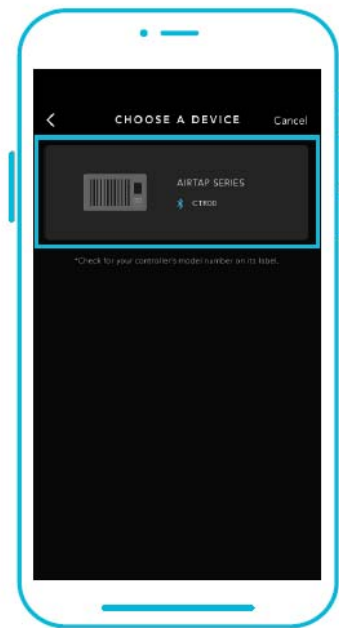 CHOOSE A DEVICE Cancel
AIRTAP SERIES
CTR00
*Check for your controller's model number on its label.